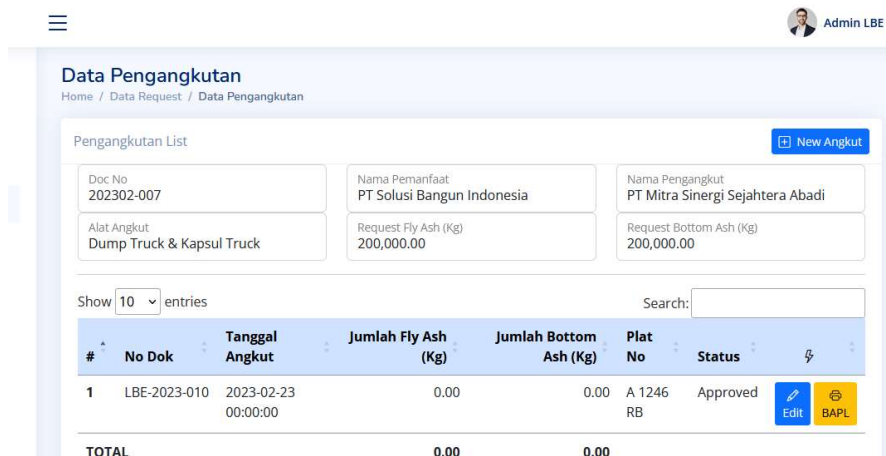 Admin LBE
Data Pengangkutan
Home / Data Request / Data Pengangkutan
Pengangkutan List
New Angkut
Doc No
202302-007
Nama Pemanfaat
PT Solusi Bangun Indonesia
Nama Pengangkut
PT Mitra Sinergi Sejahtera Abadi
Alat Angkut
Dump Truck & Kapsul Truck
Request Fly Ash (Kg)
200,000.00
Request Bottom Ash (Kg)
200,000.00
Show 10 entries
Search:
#
No Dok
Tanggal
Angkut
Jumlah Fly Ash
(Kg)
Jumlah Bottom
Ash (Kg)
Plat
No
Status
1
LBE-2023-010
2023-02-23
00:00:00
0.00
0.00
A 1246
RB
Approved
Edit
BAPL
TOTAL
0.00
0.00